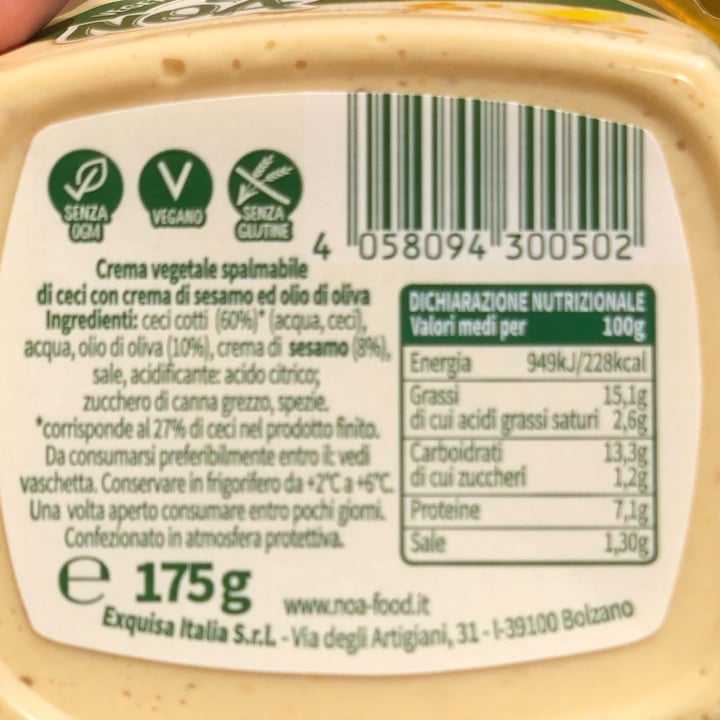 SENZA OGM
VEGANO
SENZA GLUTINE
4 058094 300502
Crema vegetale spalmabile
di ceci con crema di sesamo ed olio di oliva
Ingredienti: ceci cotti (60%)* (acqua, ceci),
acqua, olio di oliva (10%), crema di sesamo (8%),
sale, acidificante: acido citrico;
zucchero di canna grezzo, spezie.
*corrisponde al 27% di ceci nel prodotto finito.
Da consumarsi preferibilmente entro il: vedi
vaschetta. Conservare in frigorifero da +2°C a +6°C.
Una volta aperto consumare entro pochi giorni.
Confezionato in atmosfera protettiva.
DICHIARAZIONE NUTRIZIONALE
Valori medi per 100g
Energia 949kJ/228kcal
Grassi 15,1g
di cui acidi grassi saturi 2,6g
Carboidrati 13,3g
di cui zuccheri 1,2g
Proteine 7,1g
Sale 1,30g
e 175g
www.noa-food.it
Exquisa Italia S.r.L - Via degli Artigiani, 31 - I-39100 Bolzano